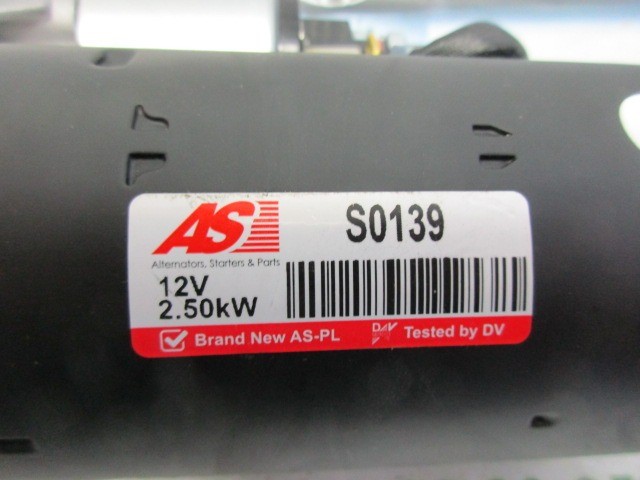 AS
Alternators, Starters & Parts
S0139
12V
2.50kW
Brand New AS-PL
DV Tested by DV